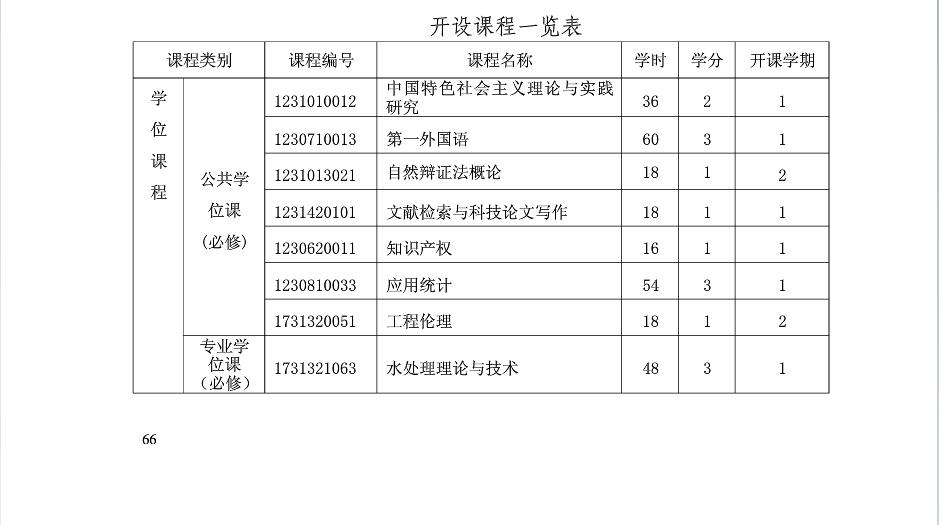 开设课程一览表
课程类别 课程编号 课程名称 学时 学分 开课学期
学位课程
公共学
位课
(必修)
1231010012 中国特色社会主义理论与实践
研究 36 2 1
1230710013 第一外国语 60 3 1
1231013021 自然辩证法概论 18 1 2
1231420101 文献检索与科技论文写作 18 1 1
1230620011 知识产权 16 1 1
1230810033 应用统计 54 3 1
1731320051 工程伦理 18 1 2
专业学
位课
（必修）
1731321063 水处理理论与技术 48 3 1
66